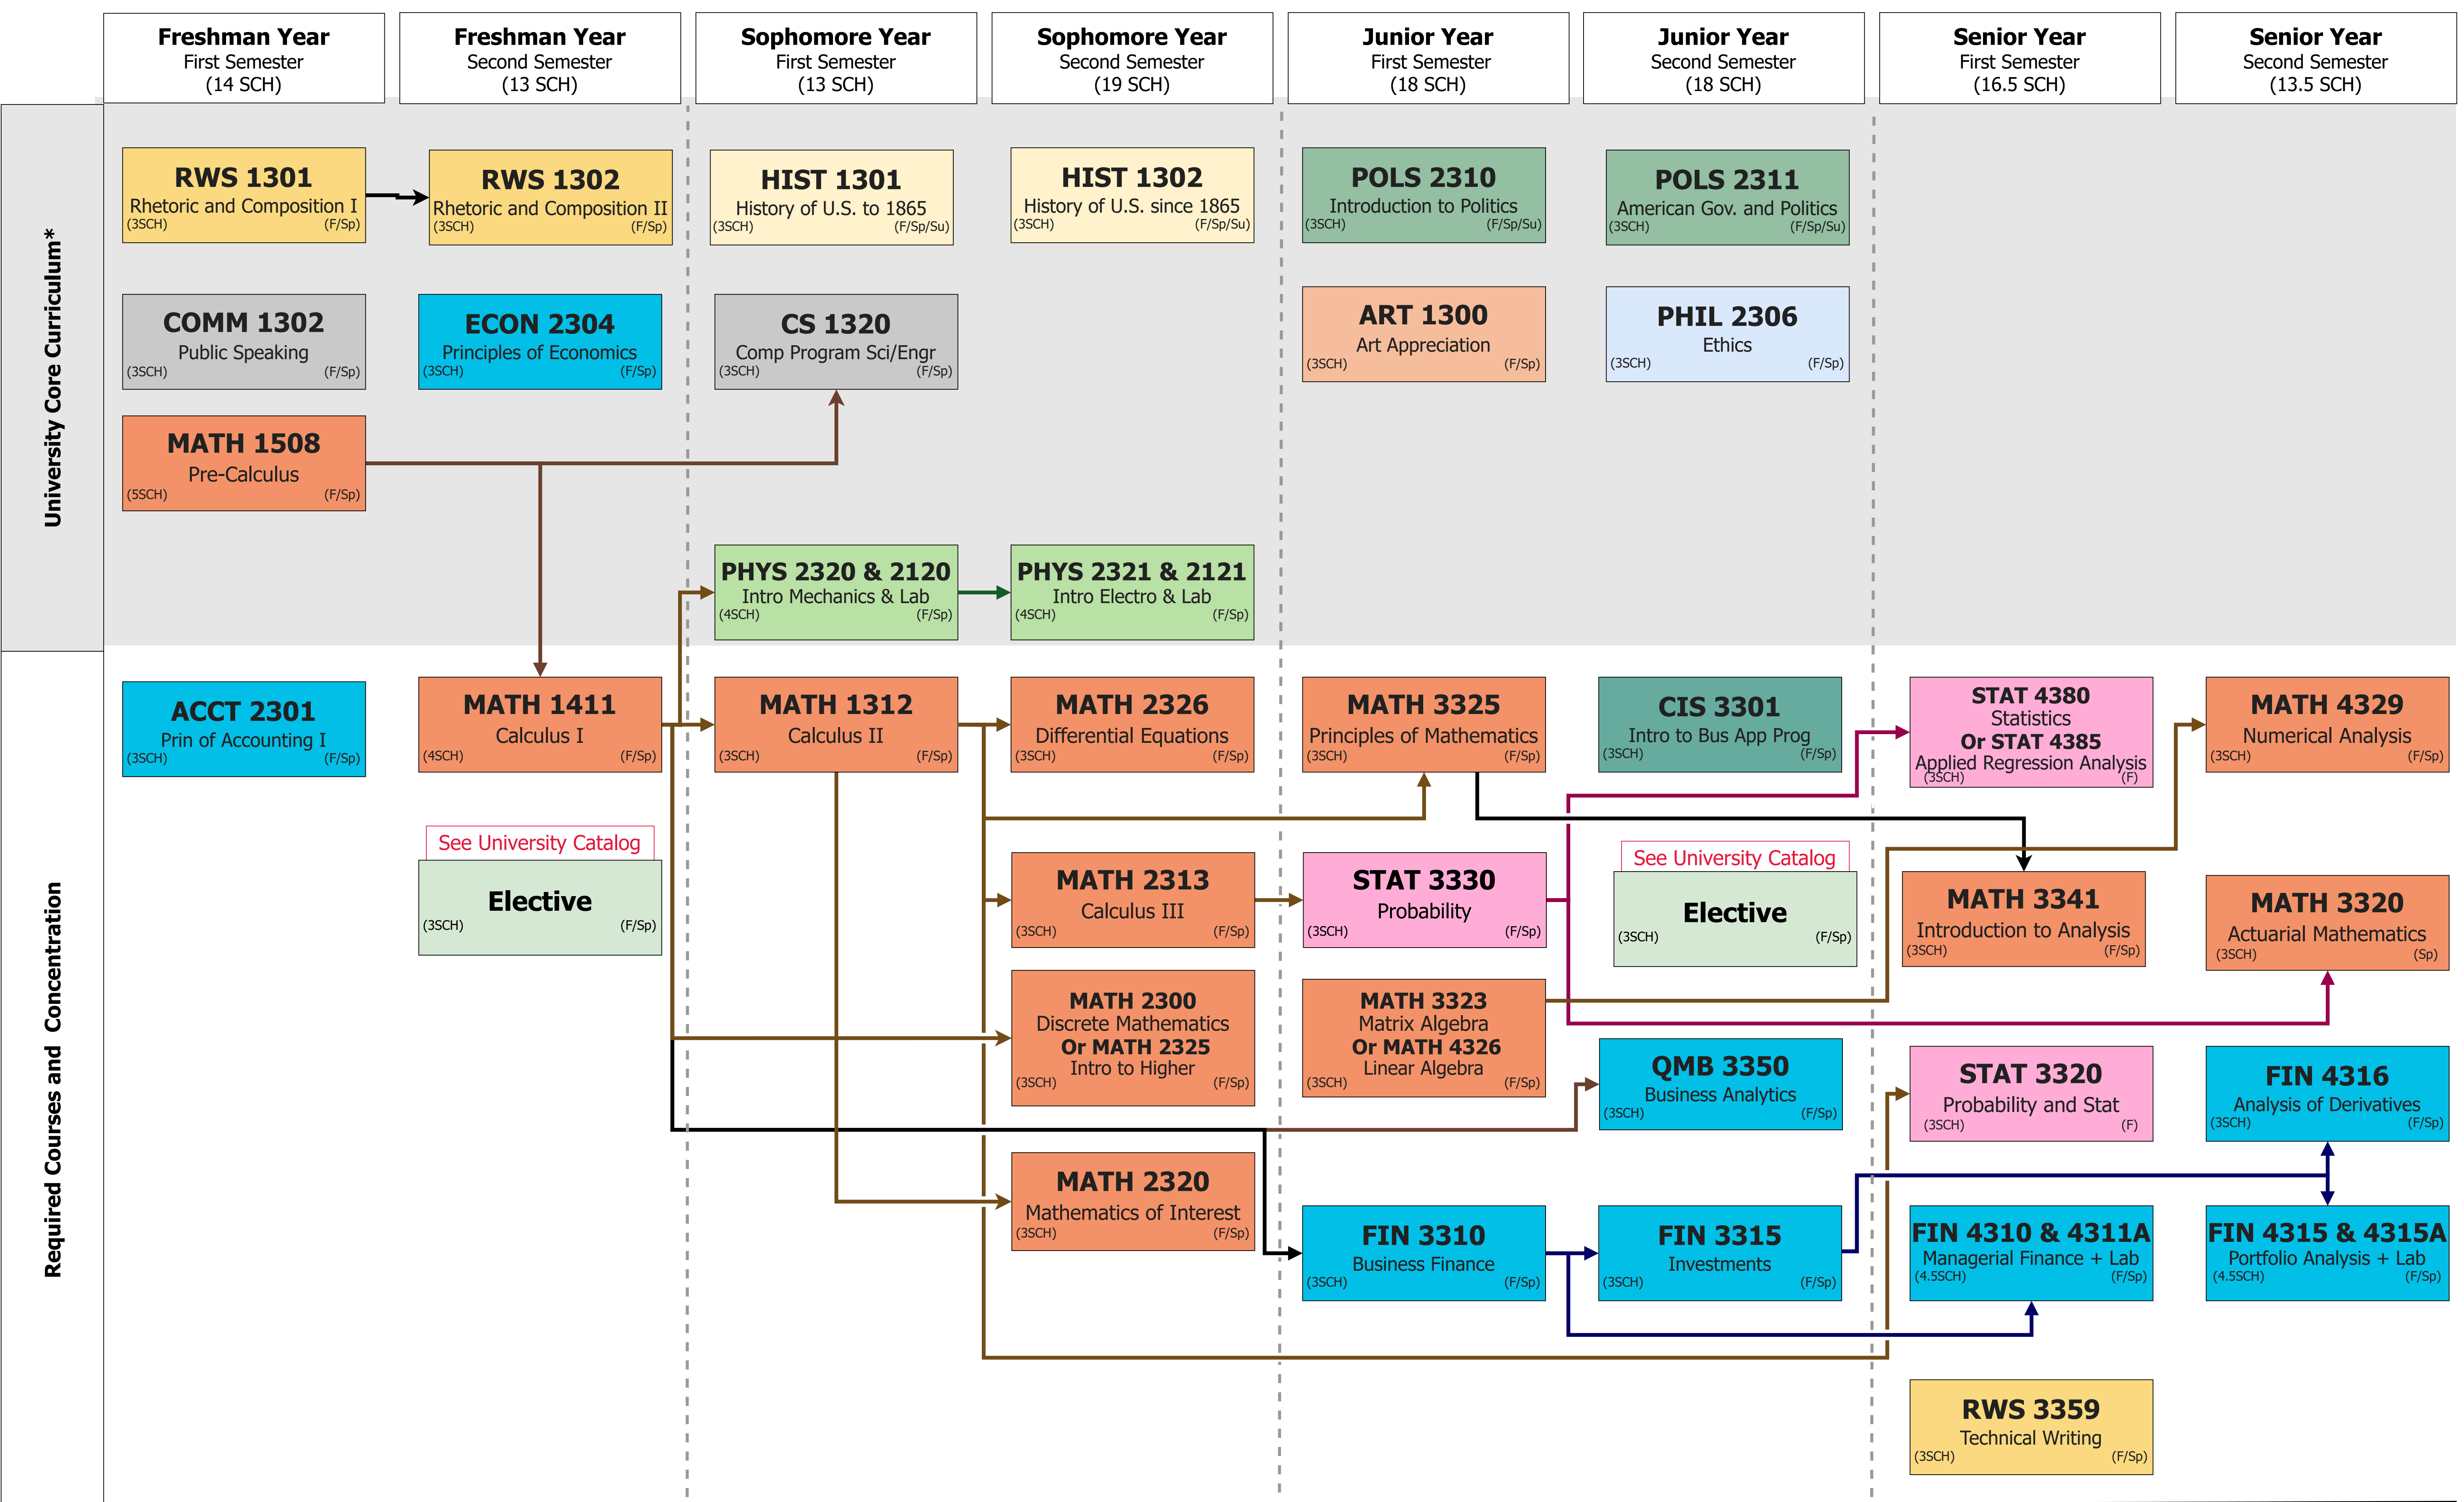 Freshman Year
First Semester
(14 SCH)
Freshman Year
Second Semester
(13 SCH)
Sophomore Year
First Semester
(13 SCH)
Sophomore Year
Second Semester
(19 SCH)
Junior Year
First Semester
(18 SCH)
Junior Year
Second Semester
(18 SCH)
Senior Year
First Semester
(16.5 SCH)
Senior Year
Second Semester
(13.5 SCH)
University Core Curriculum*
RWS 1301
Rhetoric and Composition I
(3SCH) (F/Sp)
RWS 1302
Rhetoric and Composition II
(3SCH) (F/Sp)
HIST 1301
History of U.S. to 1865
(3SCH) (F/Sp/Su)
HIST 1302
History of U.S. since 1865
(3SCH) (F/Sp/Su)
POLS 2310
Introduction to Politics
(3SCH) (F/Sp/Su)
POLS 2311
American Gov. and Politics
(3SCH) (F/Sp/Su)
COMM 1302
Public Speaking
(3SCH) (F/Sp)
ECON 2304
Principles of Economics
(3SCH) (F/Sp)
CS 1320
Comp Program Sci/Engr
(3SCH) (F/Sp)
ART 1300
Art Appreciation
(3SCH) (F/Sp)
PHIL 2306
Ethics
(3SCH) (F/Sp)
MATH 1508
Pre-Calculus
(5SCH) (F/Sp)
PHYS 2320 & 2120
Intro Mechanics & Lab
(4SCH) (F/Sp)
PHYS 2321 & 2121
Intro Electro & Lab
(4SCH) (F/Sp)
Required Courses and Concentration
ACCT 2301
Prin of Accounting I
(3SCH) (F/Sp)
MATH 1411
Calculus I
(4SCH) (F/Sp)
MATH 1312
Calculus II
(3SCH) (F/Sp)
MATH 2326
Differential Equations
(3SCH) (F/Sp)
MATH 3325
Principles of Mathematics
(3SCH) (F/Sp)
CIS 3301
Intro to Bus App Prog
(3SCH) (F/Sp)
STAT 4380
Statistics
Or STAT 4385
Applied Regression Analysis
(3SCH) (F)
MATH 4329
Numerical Analysis
(3SCH) (F/Sp)
See University Catalog
Elective
(3SCH) (F/Sp)
MATH 2313
Calculus III
(3SCH) (F/Sp)
STAT 3330
Probability
(3SCH) (F/Sp)
See University Catalog
Elective
(3SCH) (F/Sp)
MATH 3341
Introduction to Analysis
(3SCH) (F/Sp)
MATH 3320
Actuarial Mathematics
(3SCH) (Sp)
MATH 2300
Discrete Mathematics
Or MATH 2325
Intro to Higher
(3SCH) (F/Sp)
MATH 3323
Matrix Algebra
Or MATH 4326
Linear Algebra
(3SCH) (F/Sp)
QMB 3350
Business Analytics
(3SCH) (F/Sp)
STAT 3320
Probability and Stat
(3SCH) (F)
FIN 4316
Analysis of Derivatives
(3SCH) (F/Sp)
MATH 2320
Mathematics of Interest
(3SCH) (F/Sp)
FIN 3310
Business Finance
(3SCH) (F/Sp)
FIN 3315
Investments
(3SCH) (F/Sp)
FIN 4310 & 4311A
Managerial Finance + Lab
(4.5SCH) (F/Sp)
FIN 4315 & 4315A
Portfolio Analysis + Lab
(4.5SCH) (F/Sp)
RWS 3359
Technical Writing
(3SCH) (F/Sp)